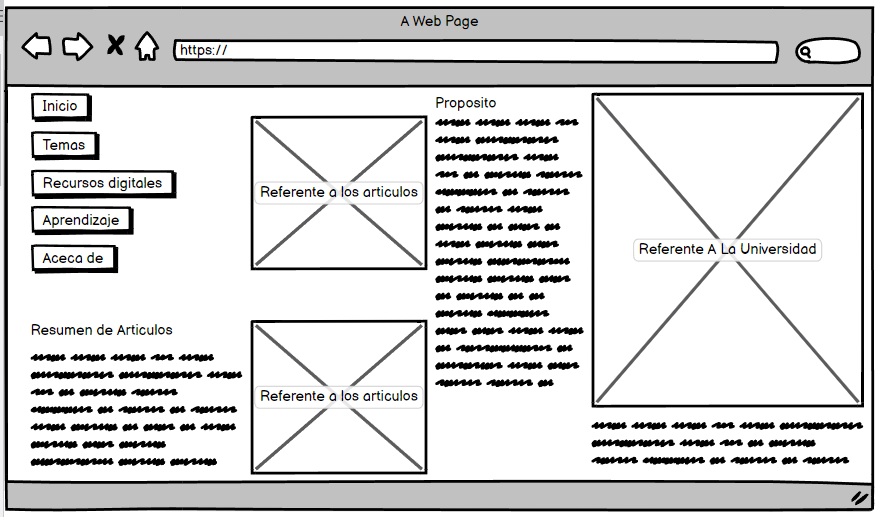 A Web Page
https://
Inicio
Temas
Recursos digitales
Aprendizaje
Aceca de
Resumen de Articulos
Referente a los articulos
Referente a los articulos
Proposito
Referente A La Universidad